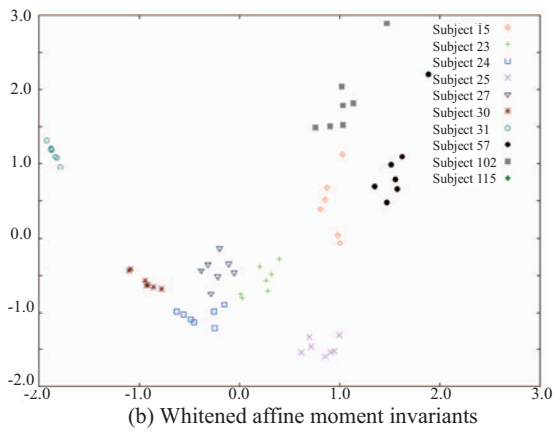 3.0
2.0
1.0
0.0
-1.0
-2.0
Subject 15
Subject 23
Subject 24
Subject 25
Subject 27
Subject 30
Subject 31
Subject 57
Subject 102
Subject 115
-2.0 -1.0 0.0 1.0 2.0 3.0
(b) Whitened affine moment invariants